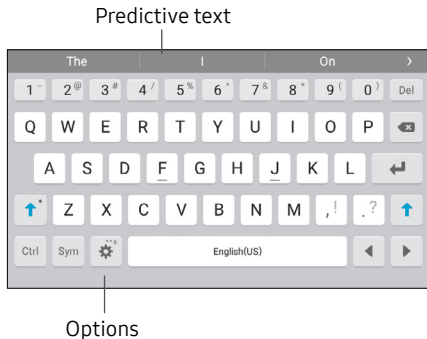 Predictive text
The I On >
1 - 2 @ 3 # 4 / 5 % 6 ^ 7 & 8 * 9 ( 0 ) Del
Q W E R T Y U I O P
A S D F G H J K L
Z X C V B N M , ! . ?
Ctrl Sym English(US)
Options